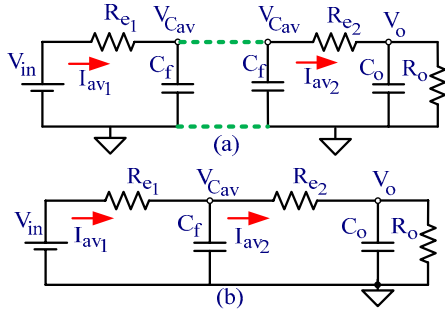 R_e1 V_Cav V_Cav R_e2 V_o
V_in C_f C_f C_o R_o
I_av1 I_av2
(a)
R_e1 V_Cav R_e2 V_o
V_in C_f C_o R_o
I_av1 I_av2
(b)